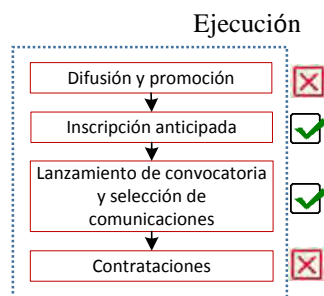 Ejecución
Difusión y promoción
Inscripción anticipada
Lanzamiento de convocatoria
y selección de
comunicaciones
Contrataciones